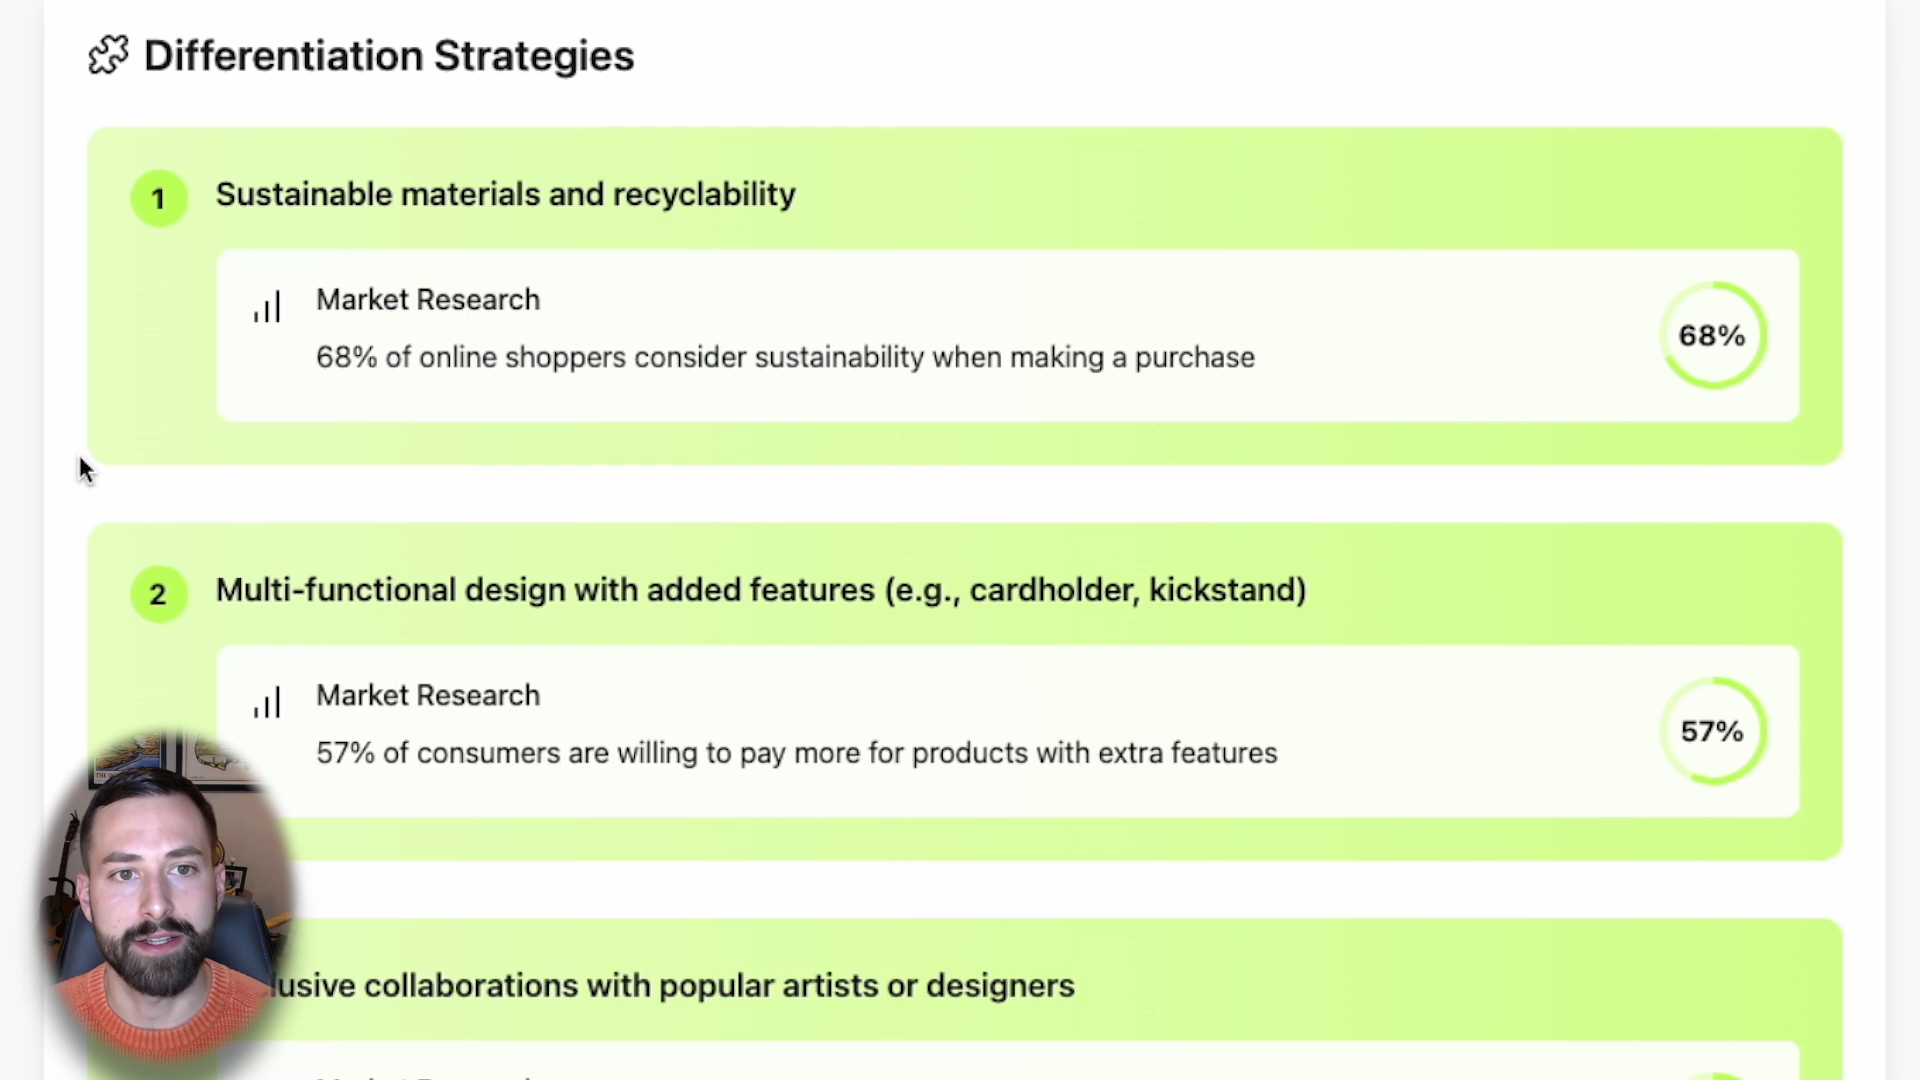 Differentiation Strategies
1
Sustainable materials and recyclability
Market Research
68% of online shoppers consider sustainability when making a purchase
68%
2
Multi-functional design with added features (e.g., cardholder, kickstand)
Market Research
57% of consumers are willing to pay more for products with extra features
57%
collaborations with popular artists or designers